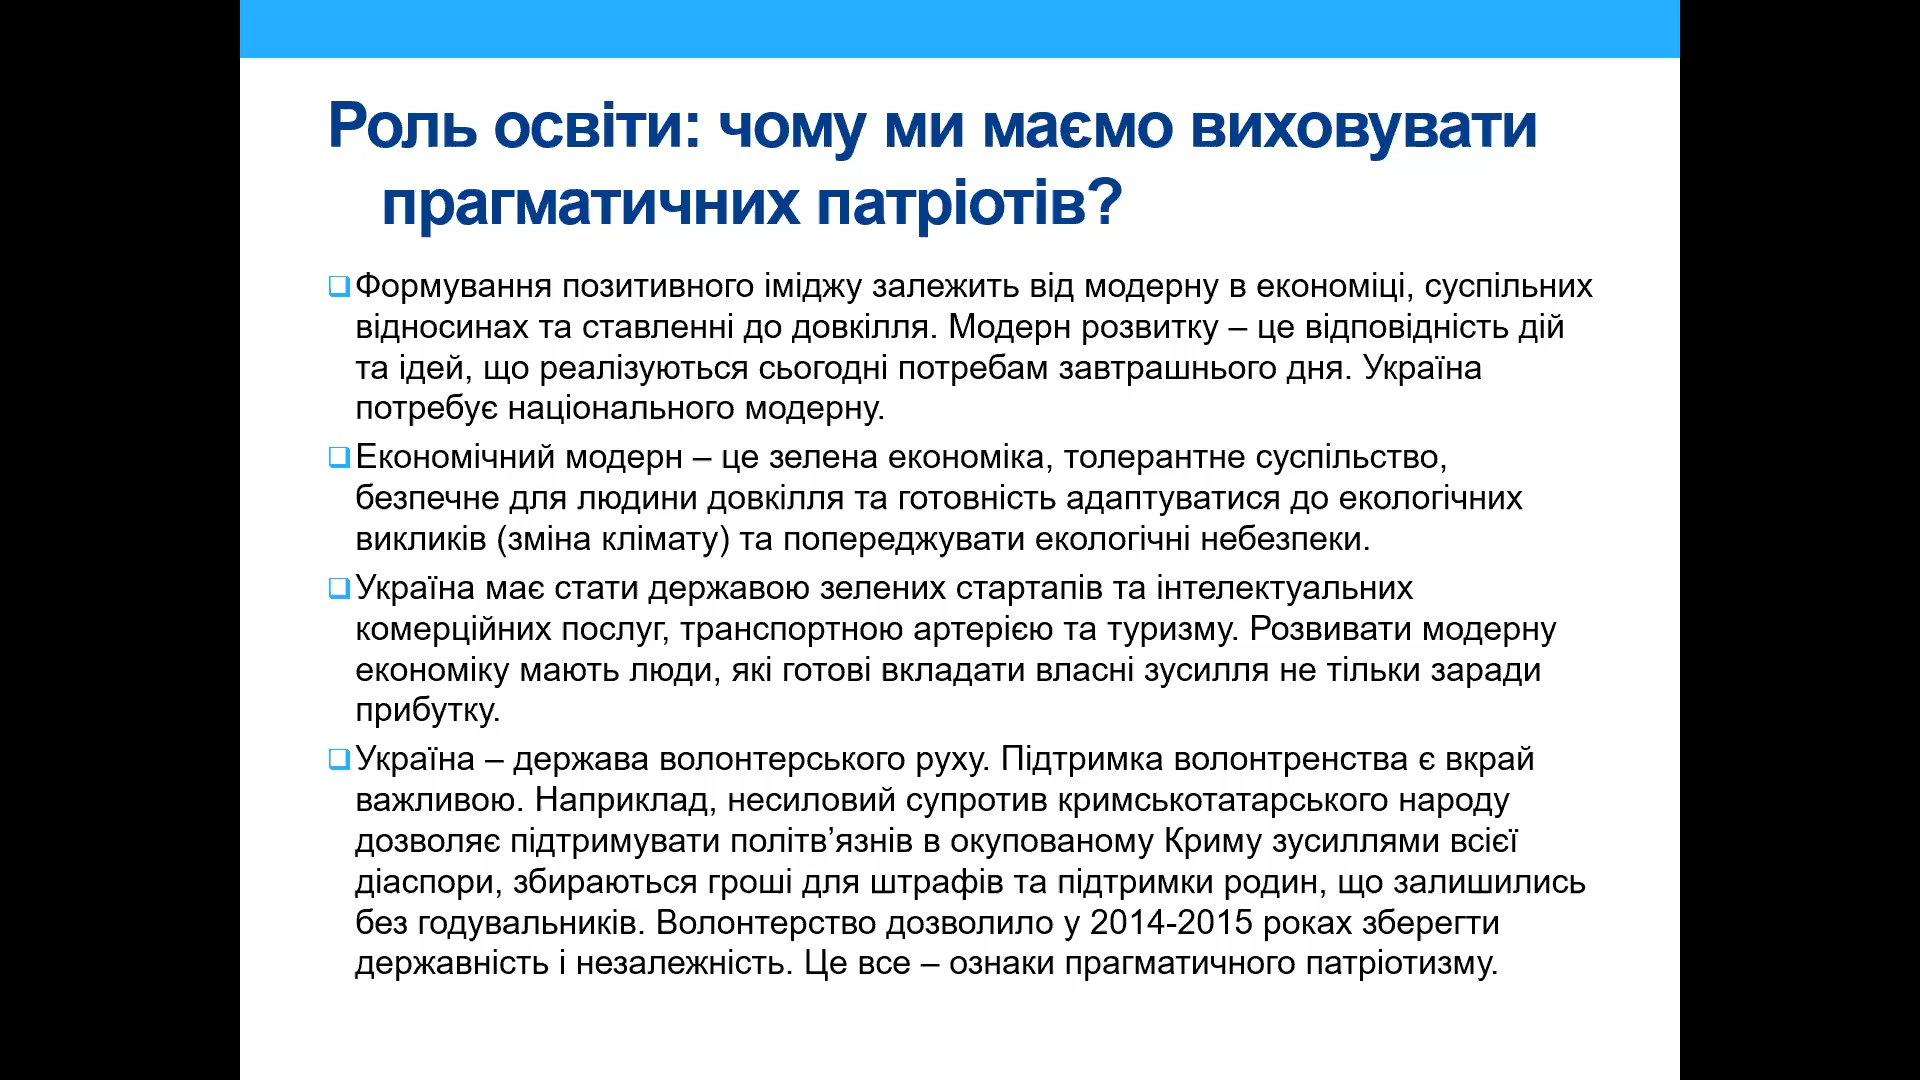 Роль освіти: чому ми маємо виховувати
прагматичних патріотів?
Формування позитивного іміджу залежить від модерну в економіці, суспільних
відносинах та ставленні до довкілля. Модерн розвитку – це відповідність дій
та ідей, що реалізуються сьогодні потребам завтрашнього дня. Україна
потребує національного модерну.
Економічний модерн – це зелена економіка, толерантне суспільство,
безпечне для людини довкілля та готовність адаптуватися до екологічних
викликів (зміна клімату) та попереджувати екологічні небезпеки.
Україна має стати державою зелених стартапів та інтелектуальних
комерційних послуг, транспортною артерією та туризму. Розвивати модерну
економіку мають люди, які готові вкладати власні зусилля не тільки заради
прибутку.
Україна – держава волонтерського руху. Підтримка волонтренства є вкрай
важливою. Наприклад, несиловий супротив кримськотатарського народу
дозволяє підтримувати політв’язнів в окупованому Криму зусиллями всієї
діаспори, збираються гроші для штрафів та підтримки родин, що залишились
без годувальників. Волонтерство дозволило у 2014-2015 роках зберегти
державність і незалежність. Це все – ознаки прагматичного патріотизму.